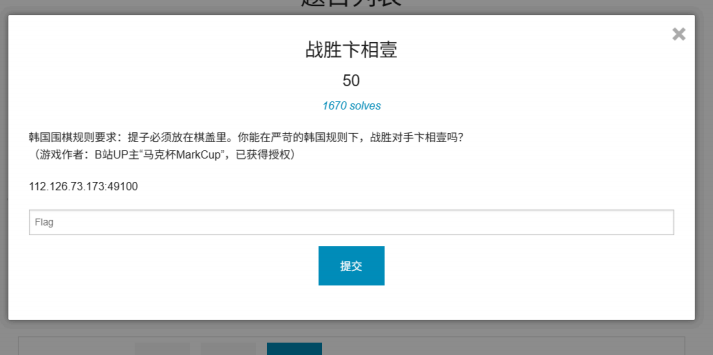 题目列表
战胜卞相壹
50
1670 solves
韩国围棋规则要求：提子必须放在棋盖里。你能在严苛的韩国规则下，战胜对手卞相壹吗？
（游戏作者：B站UP主“马克杯MarkCup”，已获得授权）
112.126.73.173:49100
Flag
提交